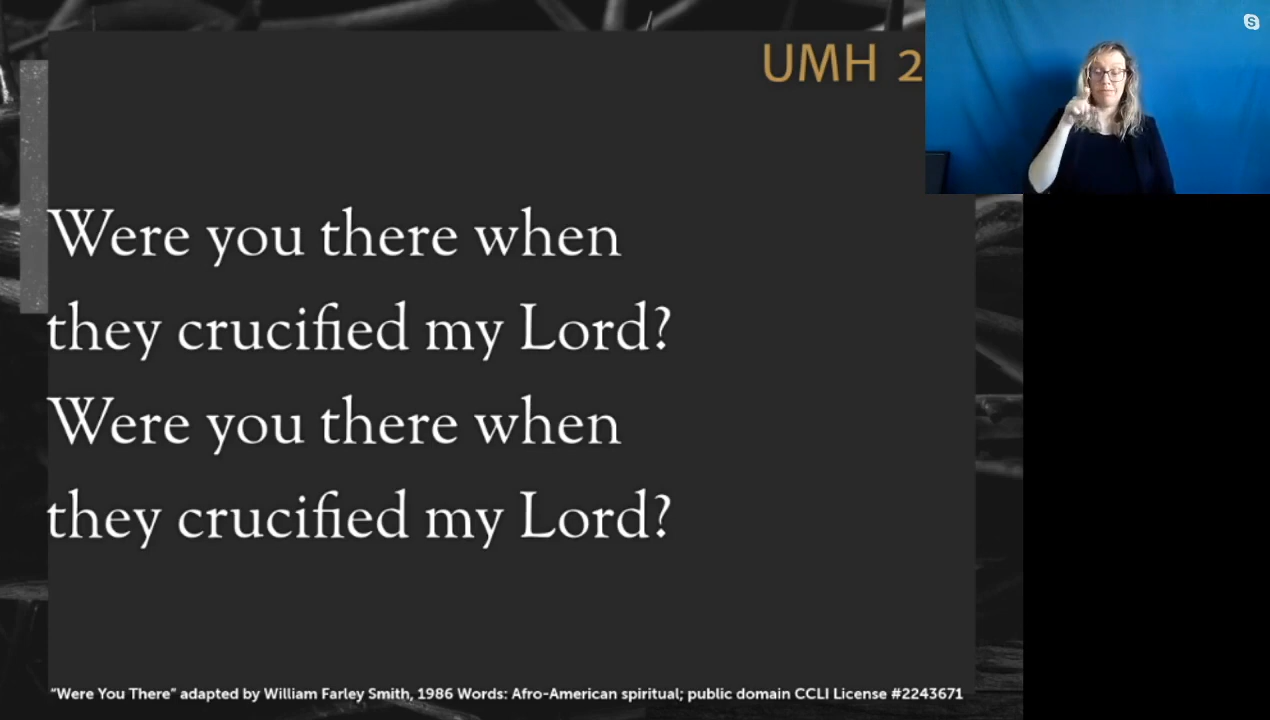 UMH 2
Were you there when
they crucified my Lord?
Were you there when
they crucified my Lord?
“Were You There” adapted by William Farley Smith, 1986 Words: Afro-American spiritual; public domain CCLI License #2243671